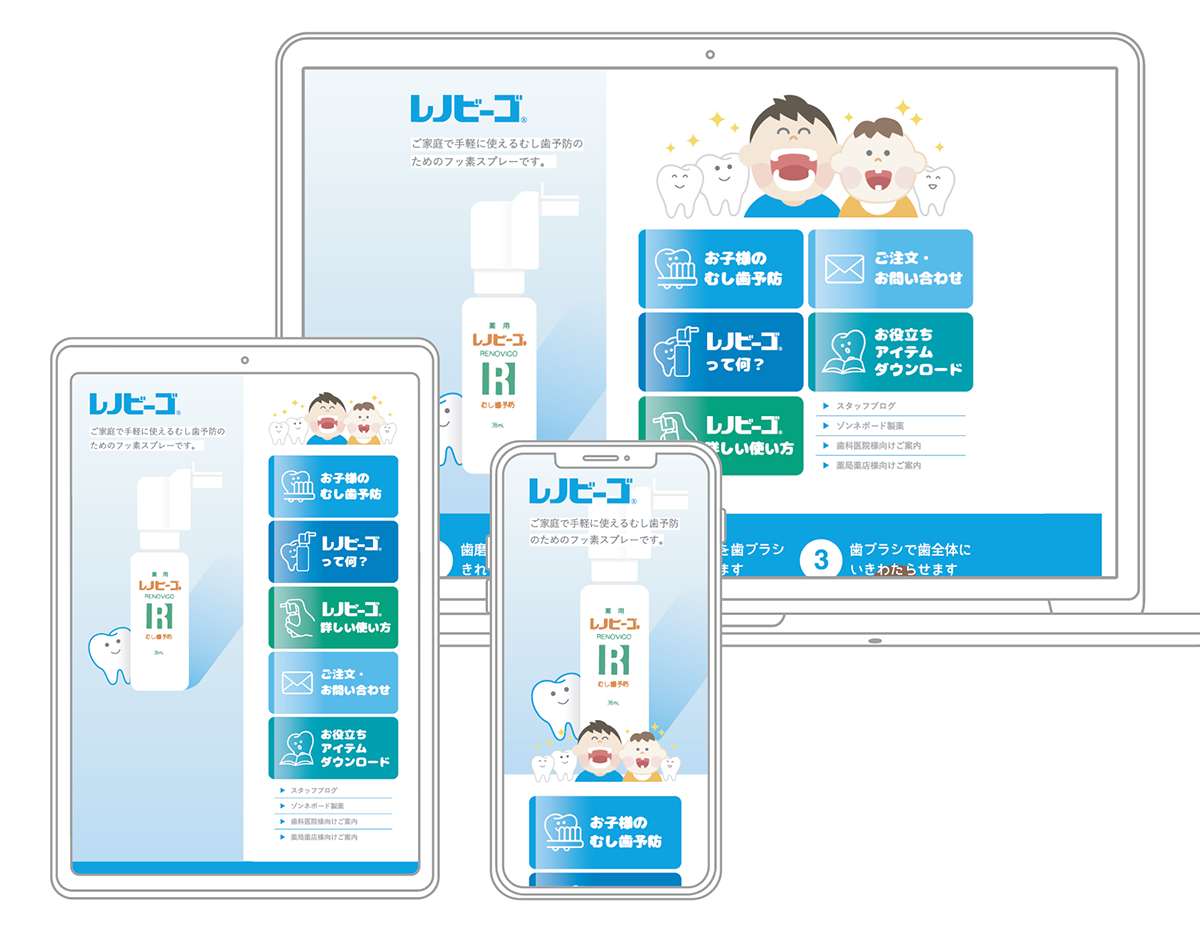 レノビーゴ®
ご家庭で手軽に使えるむし歯予防の
ためのフッ素スプレーです。
薬用
レノビーゴ®
RENOVIGO
R
むし歯予防
38mL
お子様の
むし歯予防
ご注文・
お問い合わせ
レノビーゴ®
って何?
お役立ち
アイテム
ダウンロード
レノビーゴ®
詳しい使い方
スタッフブログ
ゾンネボード製薬
歯科医院様向けご案内
薬局薬店様向けご案内
歯磨
きれ
を歯ブラシ
ます
3
歯ブラシで歯全体に
いきわたらせます
レノビーゴ®
ご家庭で手軽に使えるむし歯予防の
ためのフッ素スプレーです。
薬用
レノビーゴ®
RENOVIGO
R
むし歯予防
38mL
お子様の
むし歯予防
レノビーゴ®
って何?
レノビーゴ®
詳しい使い方
ご注文・
お問い合わせ
お役立ち
アイテム
ダウンロード
スタッフブログ
ゾンネボード製薬
歯科医院様向けご案内
薬局薬店様向けご案内
レノビーゴ®
ご家庭で手軽に使えるむし歯予防
のためのフッ素スプレーです。
薬用
レノビーゴ®
RENOVIGO
R
むし歯予防
38mL
お子様の
むし歯予防